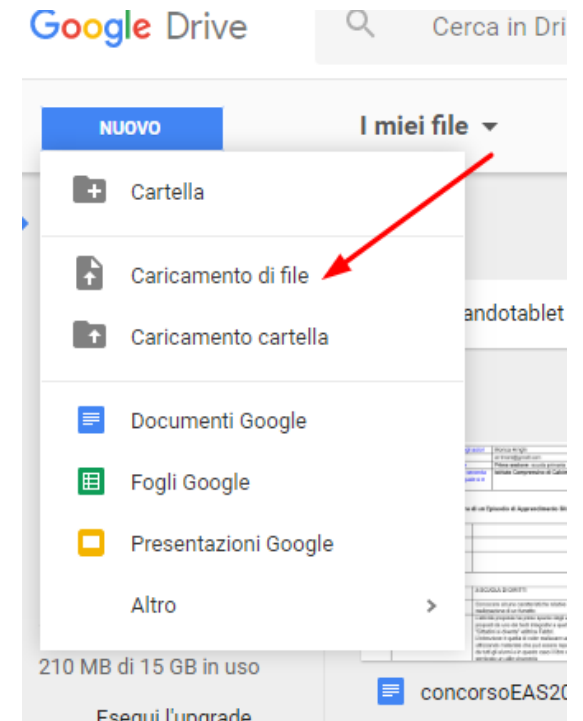 Google Drive
Cerca in Dri
NUOVO
I miei file
Cartella
Caricamento di file
andotablet
Caricamento cartella
Documenti Google
Fogli Google
Presentazioni Google
Altro
210 MB di 15 GB in uso
concorsoEAS20
Esegui l'upgrade